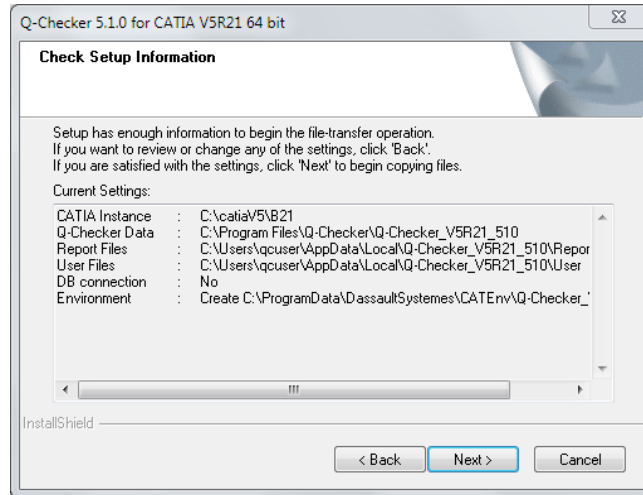 Q-Checker 5.1.0 for CATIA V5R21 64 bit
Check Setup Information
Setup has enough information to begin the file-transfer operation.
If you want to review or change any of the settings, click 'Back'.
If you are satisfied with the settings, click 'Next' to begin copying files.
Current Settings:
CATIA Instance : C:\catiaV5\B21
Q-Checker Data : C:\Program Files\Q-Checker\Q-Checker_V5R21_510
Report Files : C:\Users\qcuser\AppData\Local\Q-Checker_V5R21_510\Repor
User Files : C:\Users\qcuser\AppData\Local\Q-Checker_V5R21_510\User
DB connection : No
Environment : Create C:\ProgramData\DassaultSystemes\CATEnv\Q-Checker_
InstallShield
< Back Next > Cancel